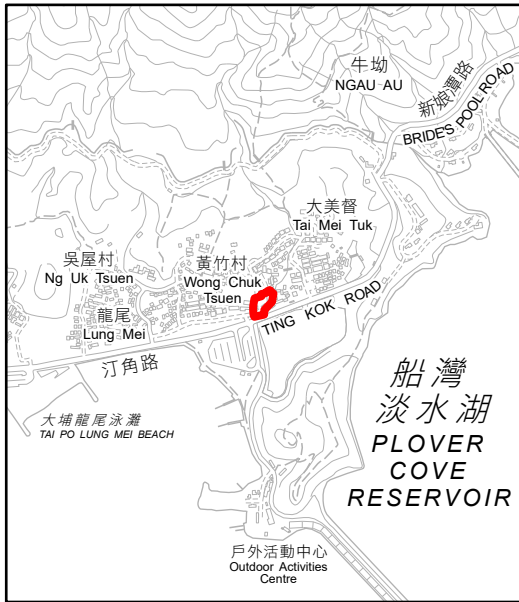 牛坳
NGAU AU
新娘潭路
BRIDE'S POOL ROAD
大美督
Tai Mei Tuk
吳屋村
Ng Uk Tsuen
黃竹村
Wong Chuk
Tsuen
龍尾
Lung Mei
TING KOK ROAD
汀角路
大埔龍尾泳灘
TAI PO LUNG MEI BEACH
船灣
淡水湖
PLOVER
COVE
RESERVOIR
戶外活動中心
Outdoor Activities
Centre